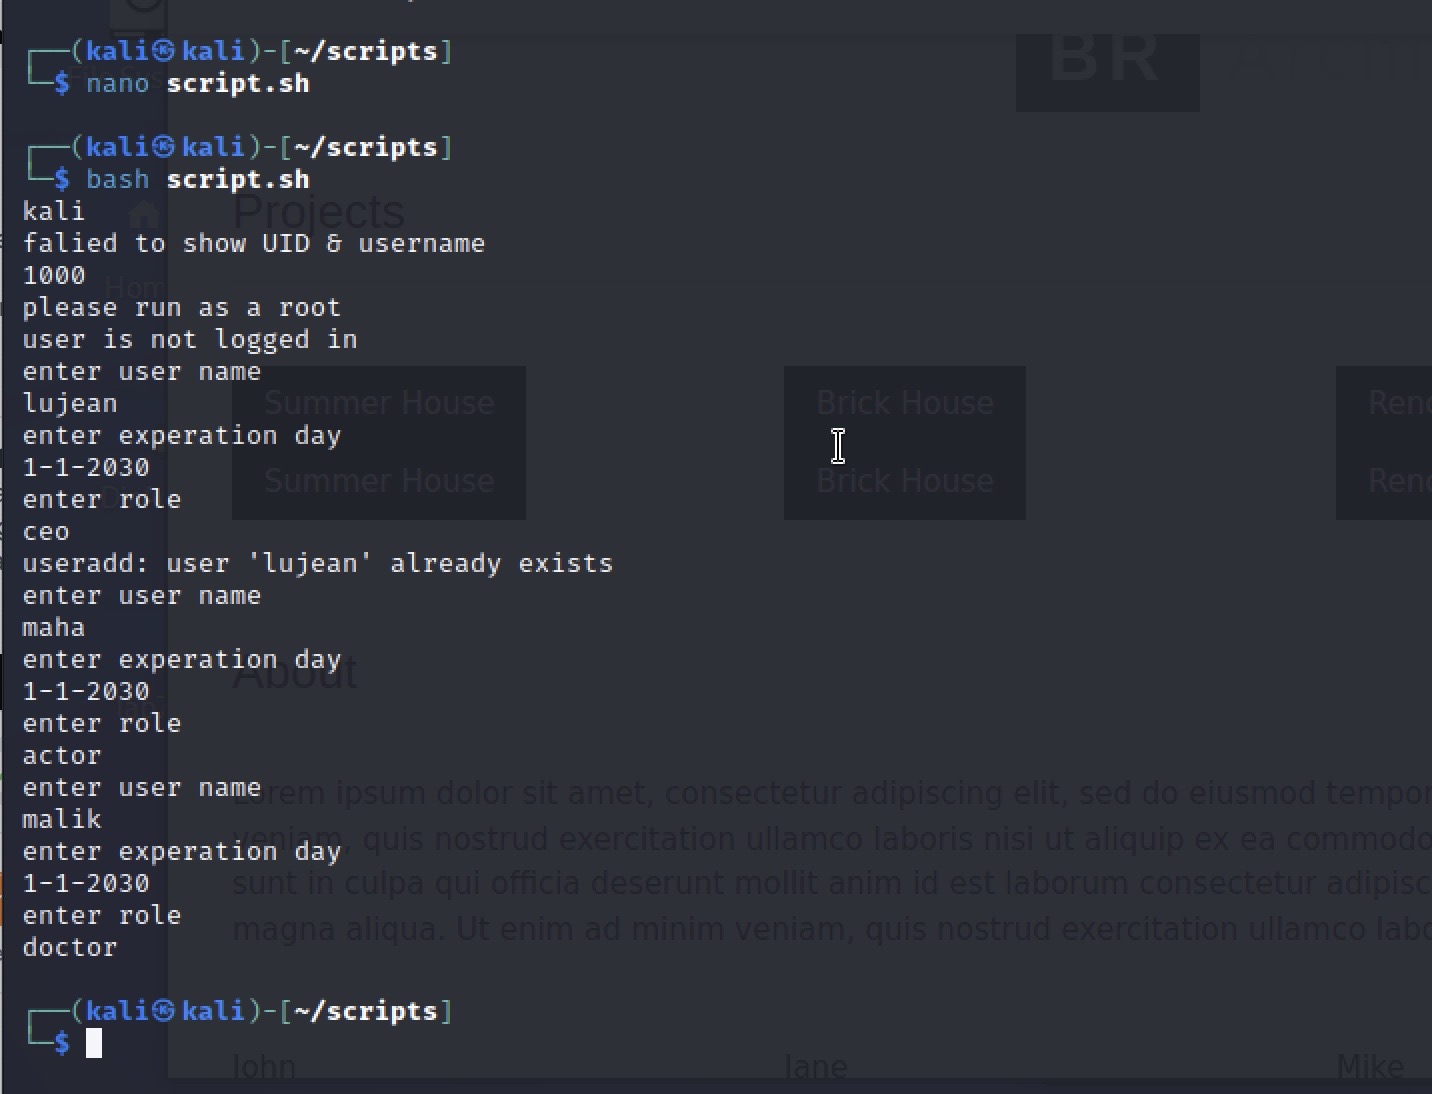 ┌──(kali㉿kali)-[~/scripts]
└─$ nano script.sh
┌──(kali㉿kali)-[~/scripts]
└─$ bash script.sh
kali
falied to show UID & username
1000
please run as a root
user is not logged in
enter user name
lujean
enter experation day
1-1-2030
enter role
ceo
useradd: user 'lujean' already exists
enter user name
maha
enter experation day
1-1-2030
enter role
actor
enter user name
malik
enter experation day
1-1-2030
enter role
doctor
┌──(kali㉿kali)-[~/scripts]
└─$
BR
Projects
Summer House
Brick House
Summer House
Brick House
About
Lorem ipsum dolor sit amet, consectetur adipiscing elit, sed do eiusmod
veniam, quis nostrud exercitation ullamco laboris nisi ut aliquip ex ea commodo
sunt in culpa qui officia deserunt mollit anim id est laborum consectetur
magna aliqua. Ut enim ad minim veniam, quis nostrud exercitation ullamco
John
Jane
Mike